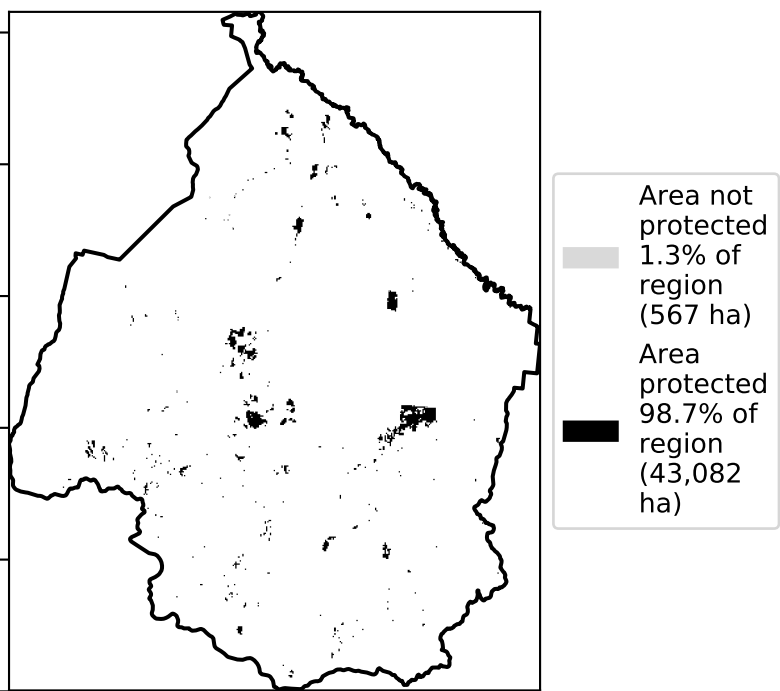 Area not
protected
1.3% of
region
(567 ha)
Area
protected
98.7% of
region
(43,082
ha)